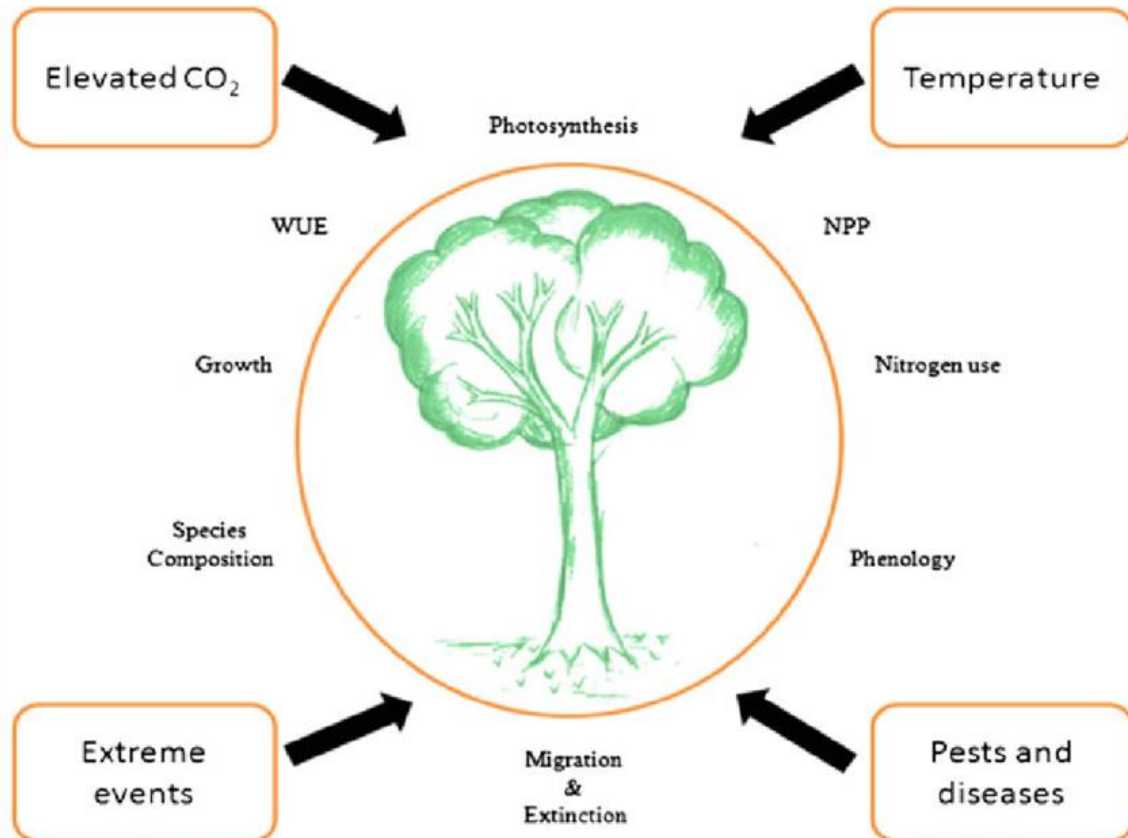 Elevated CO₂
Temperature
Photosynthesis
WUE
NPP
Growth
Nitrogen use
Species
Composition
Phenology
Extreme
events
Migration
&
Extinction
Pests and
diseases